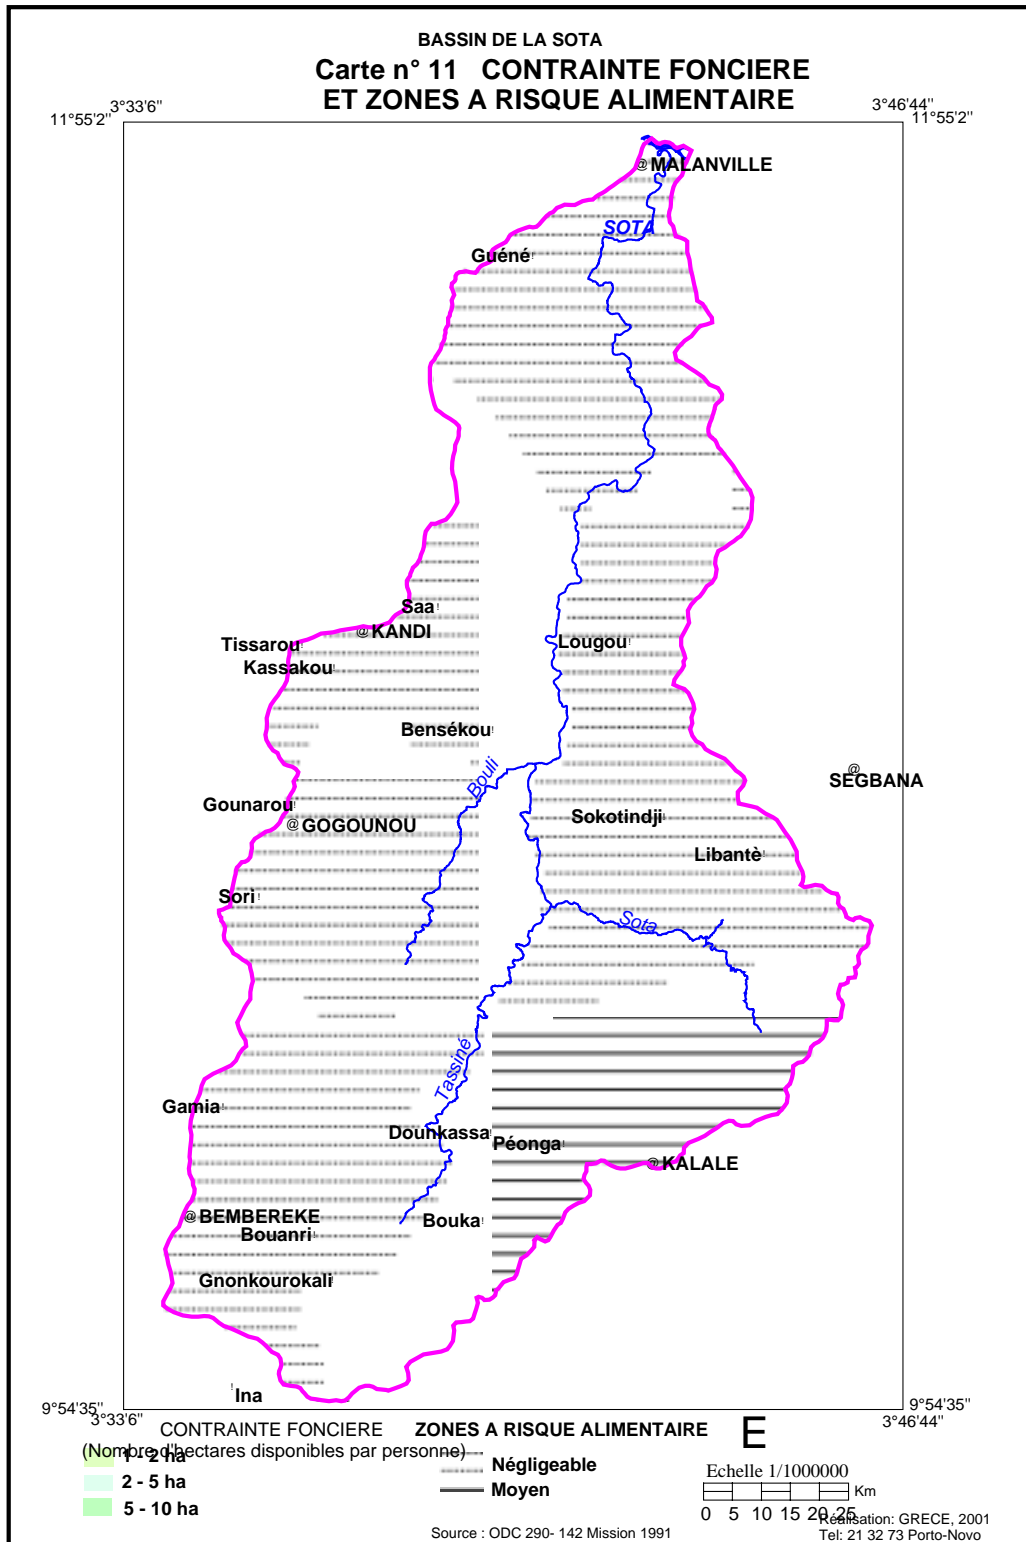 BASSIN DE LA SOTA
Carte n° 11 CONTRAINTE FONCIERE
ET ZONES A RISQUE ALIMENTAIRE
3°33'6"
3°46'44"
11°55'2"
11°55'2"
@ MALANVILLE
SOTA
Guéné
Saa
@ KANDI
Tissarou
Kassakou
Lougou
Bensékou
Bouli
@
SEGBANA
Gounarou
@ GOGOUNOU
Sokotindji
Libantè
Sori
Sota
Tassiné
Gamia
Dounkassa
Péonga
@ KALALE
@ BEMBEREKE
Bouanri
Bouka
Gnonkourokali
Ina
9°54'35"
9°54'35"
3°33'6"
3°46'44"
CONTRAINTE FONCIERE
(Nombre d'hectares disponibles par personne)
1 - 2 ha
2 - 5 ha
5 - 10 ha
ZONES A RISQUE ALIMENTAIRE
Négligeable
Moyen
E
Echelle 1/1000000
Km
0 5 10 15 20 25
Source : ODC 290- 142 Mission 1991
Réalisation: GRECE, 2001
Tel: 21 32 73 Porto-Novo